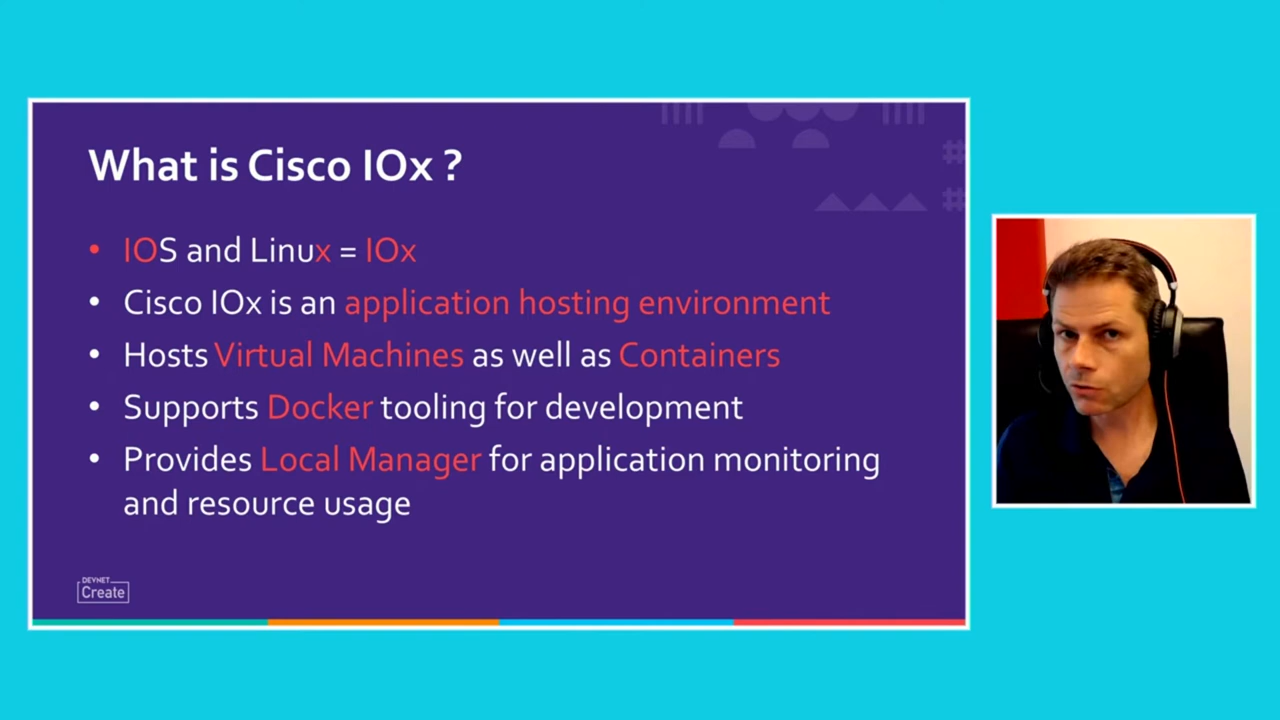 What is Cisco IOx ?
• IOS and Linux = IOx
• Cisco IOx is an application hosting environment
• Hosts Virtual Machines as well as Containers
• Supports Docker tooling for development
• Provides Local Manager for application monitoring
and resource usage
DEVNET
Create